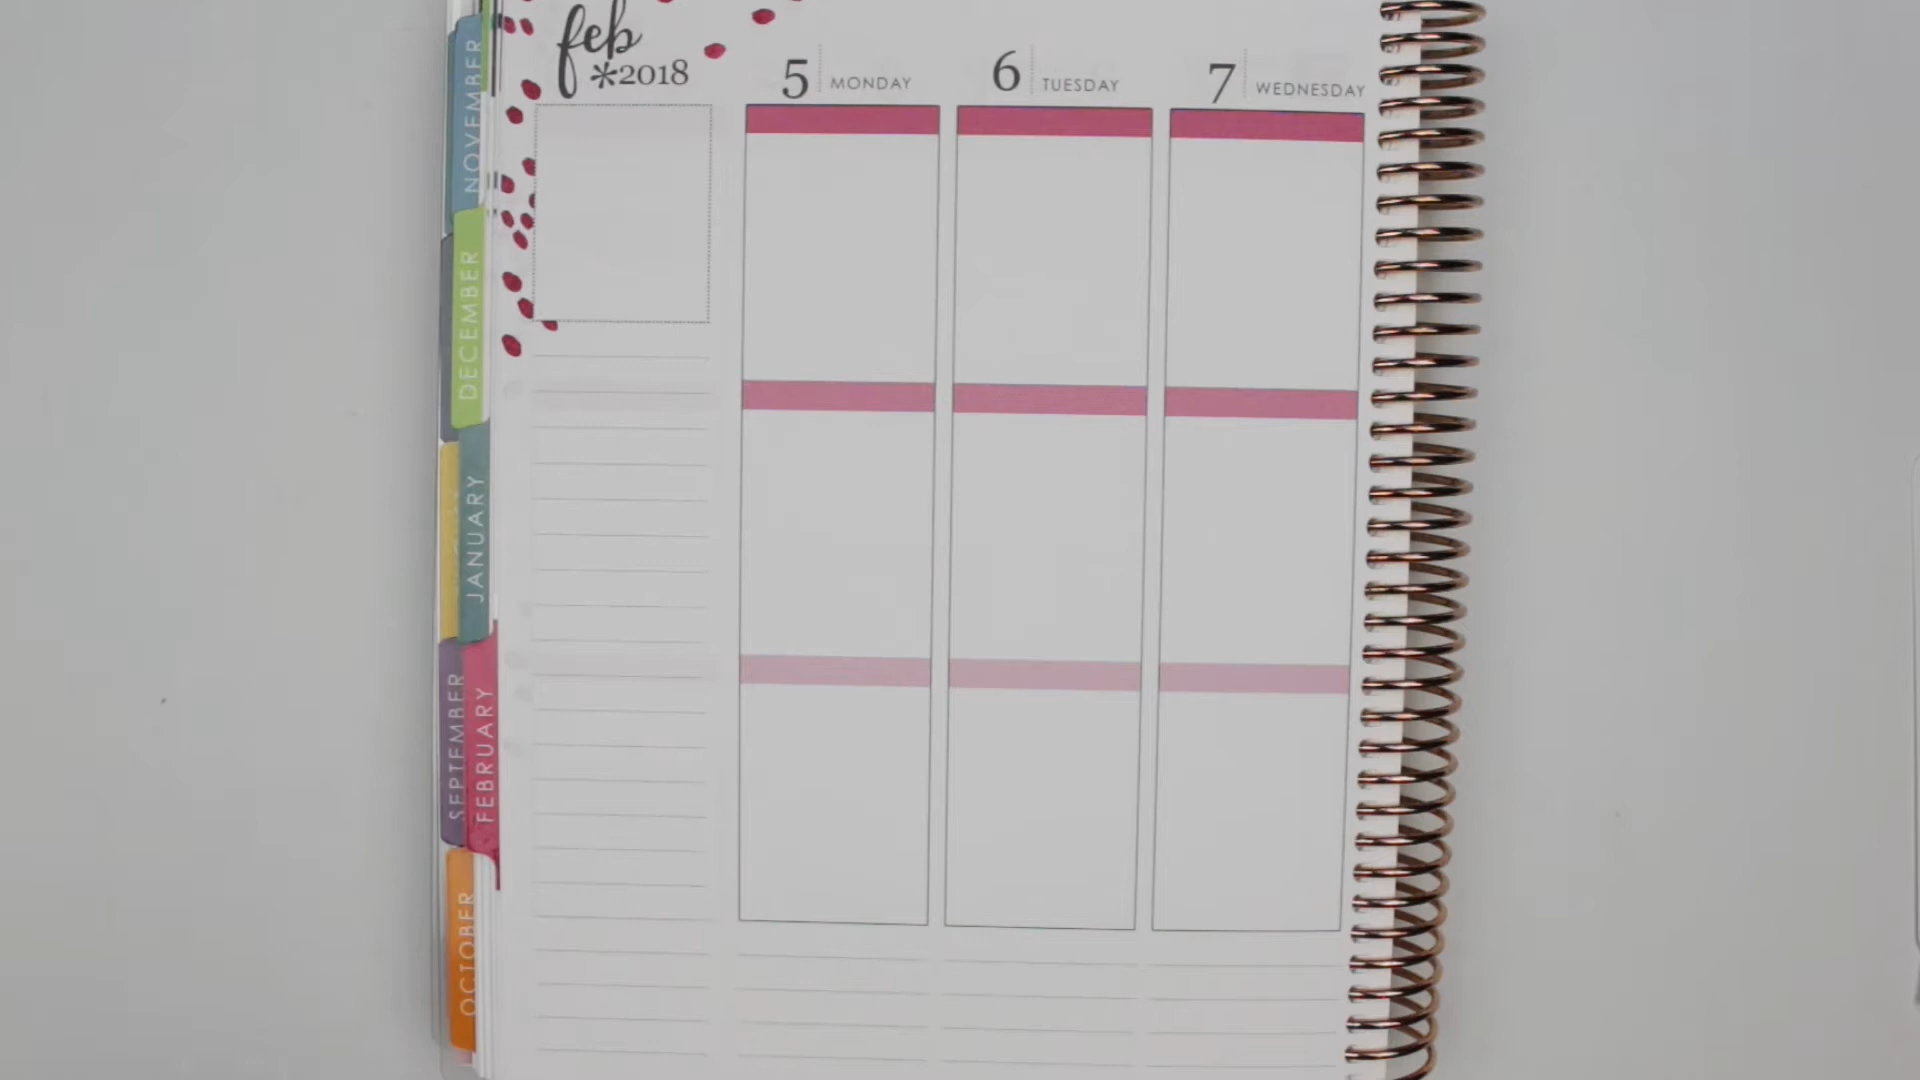 feb
*2018
5 MONDAY
6 TUESDAY
7 WEDNESDAY
NOVEMBER
DECEMBER
JANUARY
SEPTEMBER
FEBRUARY
OCTOBER